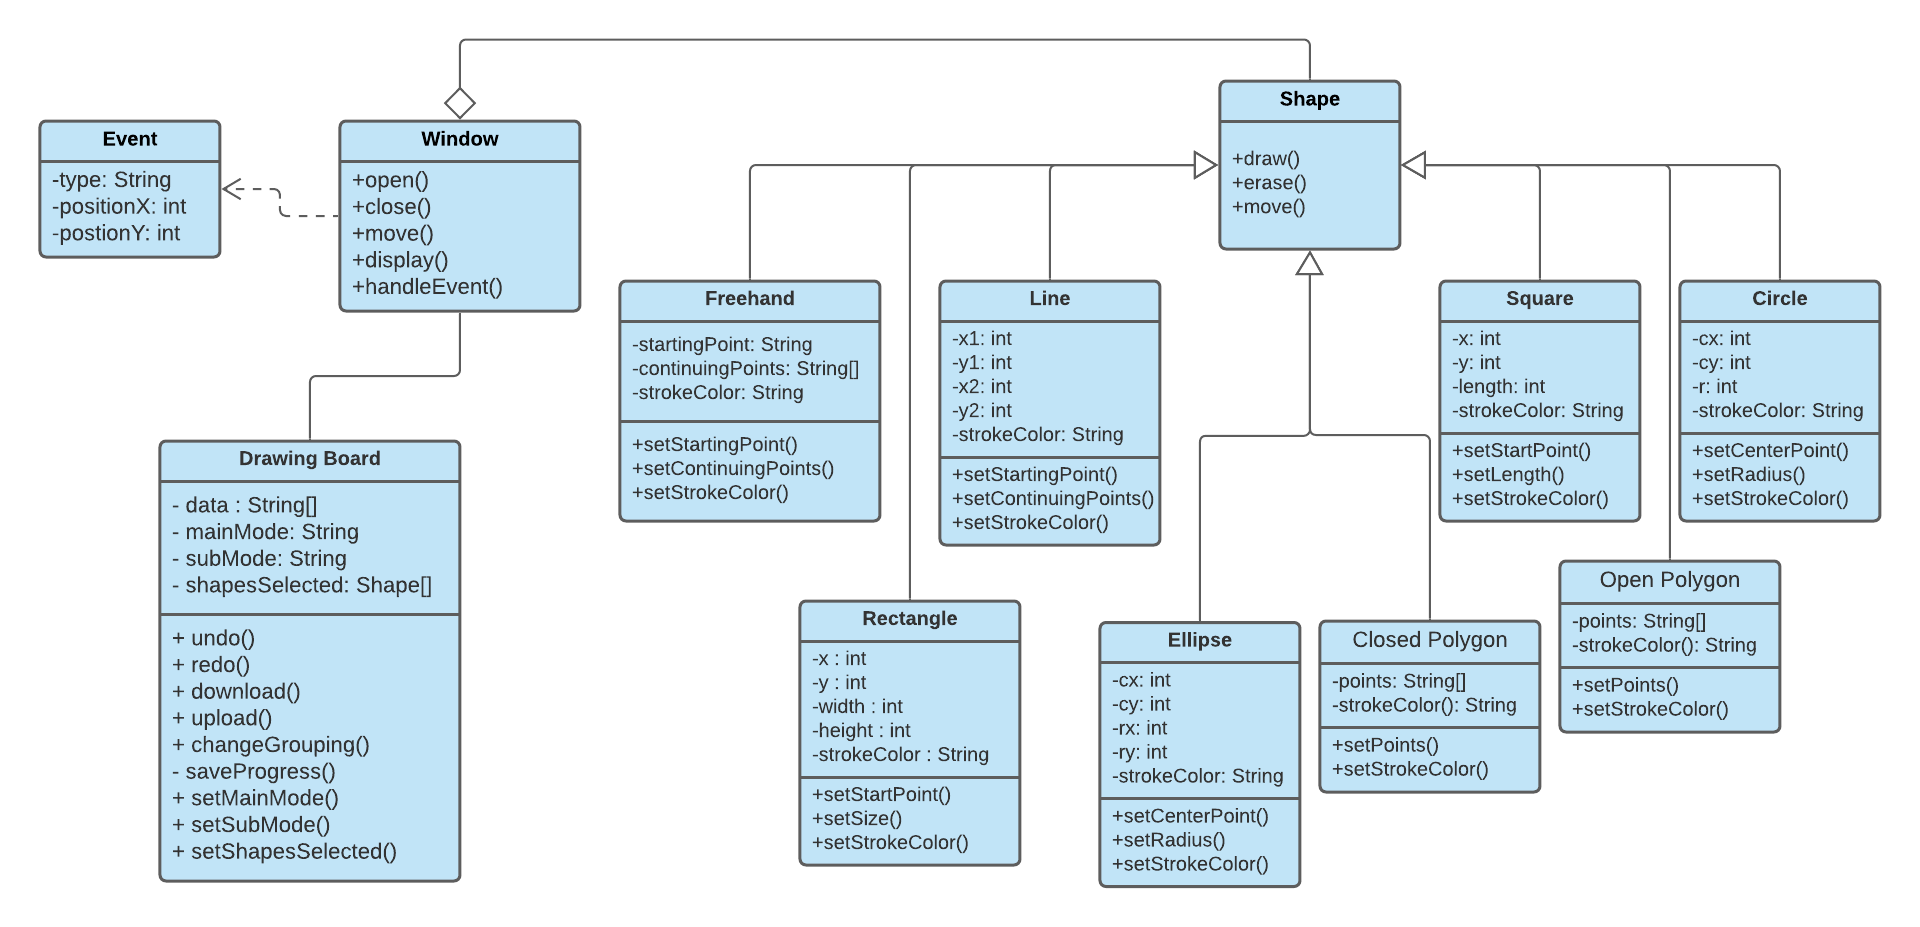 Event
-type: String
-positionX: int
-postionY: int
Window
+open()
+close()
+move()
+display()
+handleEvent()
Shape
+draw()
+erase()
+move()
Freehand
-startingPoint: String
-continuingPoints: String[]
-strokeColor: String
+setStartingPoint()
+setContinuingPoints()
+setStrokeColor()
Line
-x1: int
-y1: int
-x2: int
-y2: int
-strokeColor: String
+setStartingPoint()
+setContinuingPoints()
+setStrokeColor()
Square
-x: int
-y: int
-length: int
-strokeColor: String
+setStartPoint()
+setLength()
+setStrokeColor()
Circle
-cx: int
-cy: int
-r: int
-strokeColor: String
+setCenterPoint()
+setRadius()
+setStrokeColor()
Drawing Board
- data : String[]
- mainMode: String
- subMode: String
- shapesSelected: Shape[]
+ undo()
+ redo()
+ download()
+ upload()
+ changeGrouping()
- saveProgress()
+ setMainMode()
+ setSubMode()
+ setShapesSelected()
Rectangle
-x : int
-y : int
-width : int
-height : int
-strokeColor : String
+setStartPoint()
+setSize()
+setStrokeColor()
Ellipse
-cx: int
-cy: int
-rx: int
-ry: int
-strokeColor: String
+setCenterPoint()
+setRadius()
+setStrokeColor()
Closed Polygon
-points: String[]
-strokeColor(): String
+setPoints()
+setStrokeColor()
Open Polygon
-points: String[]
-strokeColor(): String
+setPoints()
+setStrokeColor()